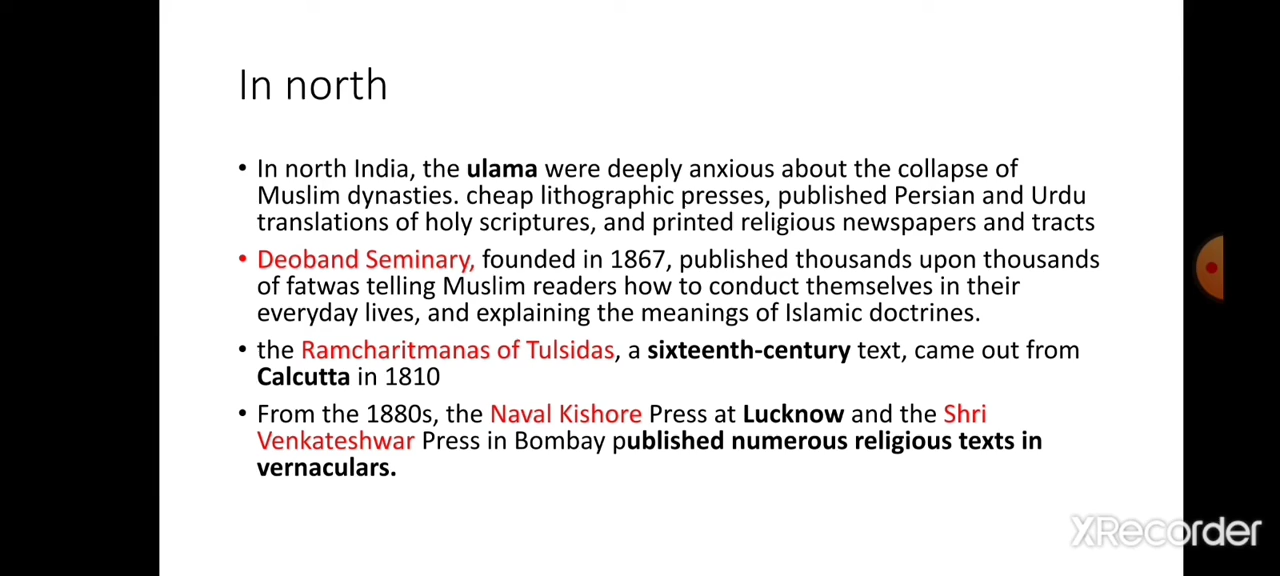 In north
• In north India, the ulama were deeply anxious about the collapse of
Muslim dynasties. cheap lithographic presses, published Persian and Urdu
translations of holy scriptures, and printed religious newspapers and tracts
• Deoband Seminary, founded in 1867, published thousands upon thousands
of fatwas telling Muslim readers how to conduct themselves in their
everyday lives, and explaining the meanings of Islamic doctrines.
• the Ramcharitmanas of Tulsidas, a sixteenth-century text, came out from
Calcutta in 1810
• From the 1880s, the Naval Kishore Press at Lucknow and the Shri
Venkateshwar Press in Bombay published numerous religious texts in
vernaculars.
XRecorder